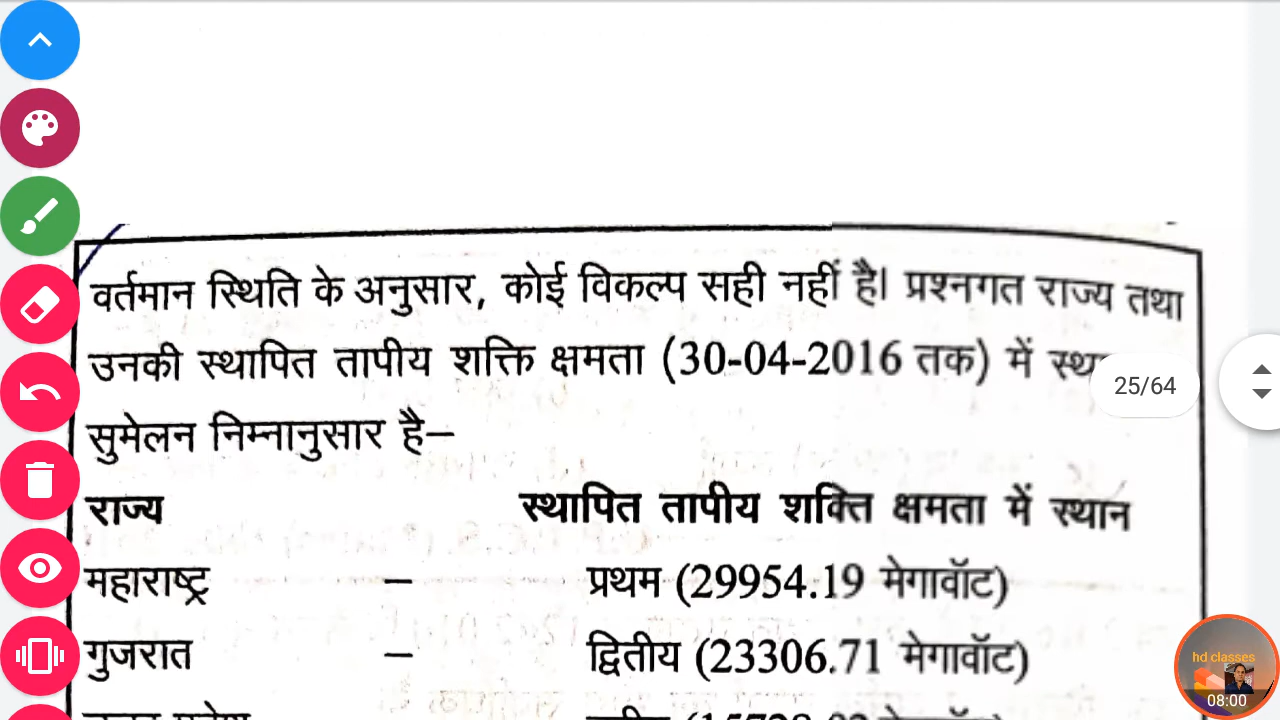 वर्तमान स्थिति के अनुसार, कोई विकल्प सही नहीं है। प्रश्नगत राज्य तथा
उनकी स्थापित तापीय शक्ति क्षमता (30-04-2016 तक) में
25/64
सुमेलन निम्नानुसार है–
राज्य स्थापित तापीय शक्ति क्षमता में स्थान
महाराष्ट्र – प्रथम (29954.19 मेगावॉट)
गुजरात – द्वितीय (23306.71 मेगावॉट)
hd classes
08:00